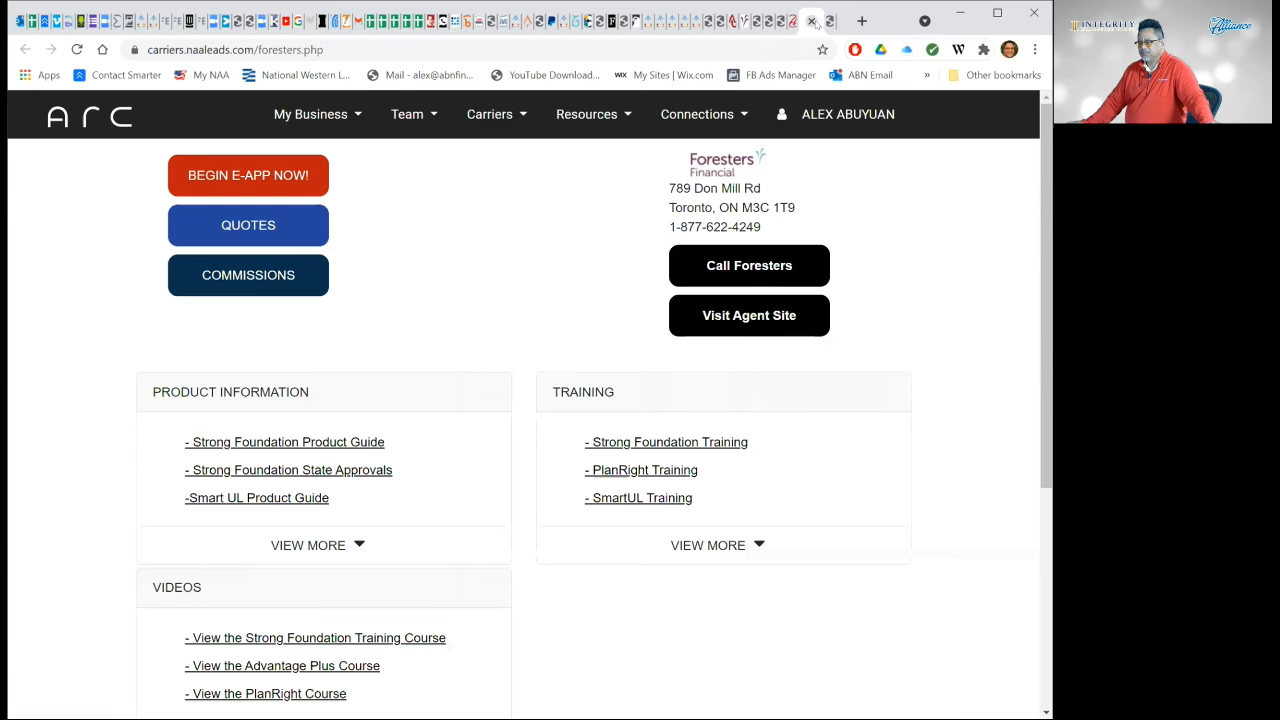 carriers.naaleads.com/foresters.php
Apps
Contact Smarter
My NAA
National Western L...
Mail - alex@abnfin...
YouTube Download...
WIX My Sites | Wix.com
FB Ads Manager
ABN Email
»
Other bookmarks
INTEGRITY
Alliance
arc
My Business
Team
Carriers
Resources
Connections
ALEX ABUYUAN
BEGIN E-APP NOW!
QUOTES
COMMISSIONS
Foresters
Financial
789 Don Mill Rd
Toronto, ON M3C 1T9
1-877-622-4249
Call Foresters
Visit Agent Site
PRODUCT INFORMATION
- Strong Foundation Product Guide
- Strong Foundation State Approvals
-Smart UL Product Guide
VIEW MORE
TRAINING
- Strong Foundation Training
- PlanRight Training
- SmartUL Training
VIEW MORE
VIDEOS
- View the Strong Foundation Training Course
- View the Advantage Plus Course
- View the PlanRight Course